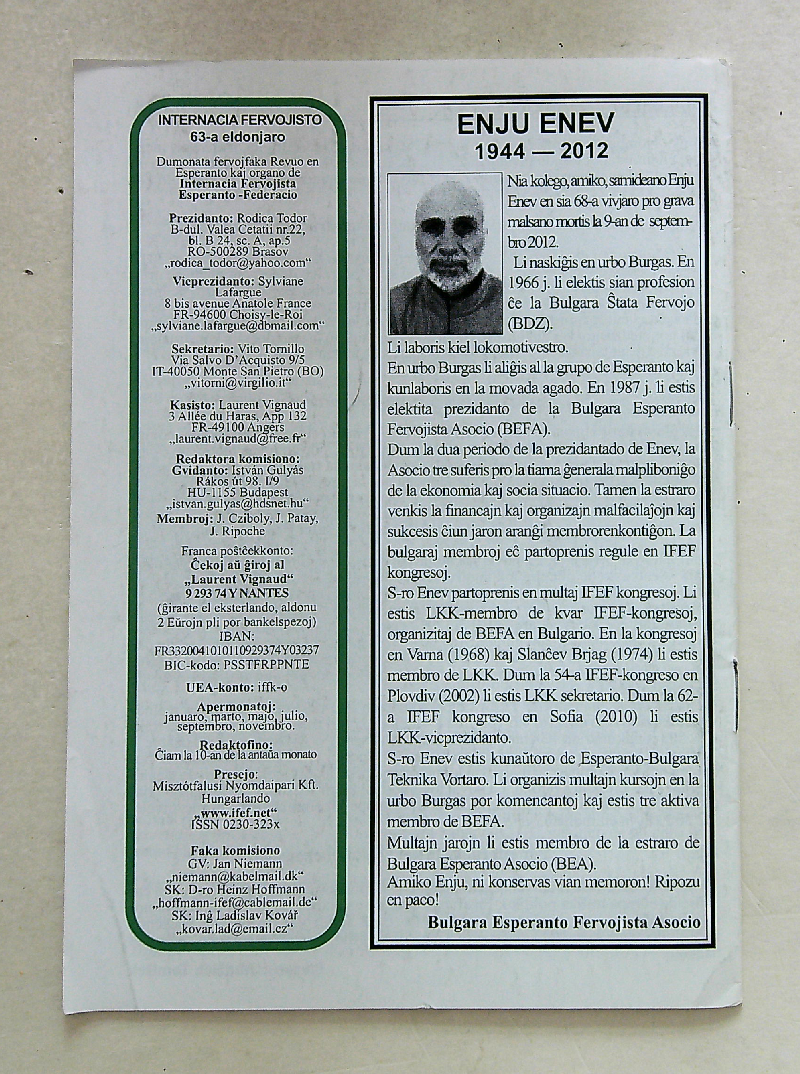 INTERNACIA FERVOJISTO
63-a eldonjaro
Dumonata fervojfaka Revuo en
Esperanto kaj organo de
Internacia Fervojista
Esperanto -Federacio
Prezidanto: Rodica Todor
B-dul. Valea Cetatii nr.22,
bl. B 24, sc. A, ap.5
RO-500289 Brasov
„rodica_todor@yahoo.com“
Viceprezidanto: Sylviane
Lafargue
8 bis avenue Anatole France
FR-94600 Choisy-le-Roi
„sylviane.lafargue@dbmail.com“
Sekretario: Vito Tornillo
Via Salvo D'Acquisto 9/5
IT-40050 Monte San Pietro (BO)
„vitorni@virgilio.it“
Kasisto: Laurent Vignaud
3 Allée du Haras, App 132
FR-49100 Angers
„laurent.vignaud@free.fr“
Redaktora komisiono:
Gvidanto: István Gulyás
Rákos út 98. I/9
HU-1155 Budapest
„istvan.gulyas@hdsnet.hu“
Membroj: J. Cziboly, J. Patay,
J. Ripoche
Franca poŝtĉekkonto:
Ĉekoj aŭ ĝiroj al
„Laurent Vignaud“
9 293 74 Y NANTES
(ĝirante el eksterlando, aldonu
2 Eŭrojn pli por bankelspezoj)
IBAN:
FR3320041010110929374Y03237
BIC-kodo: PSSTFRPPNTE
UEA-konto: iffk-o
Apermonatoj:
januaro, marto, majo, julio,
septembro, novembro.
Redaktofino:
Ĉiam la 10-an de la antaŭa monato
Presejo:
Misztótfalusi Nyomdaipari Kft.
Hungarlando
„www.ifef.net“
ISSN 0230-323x
Faka komisiono
GV: Jan Niemann
„niemann@kabelmail.dk“
SK: D-ro Heinz Hoffmann
„hoffmann-ifef@cablemail.de“
SK: Ing Ladislav Kovář
„kovar.lad@email.cz“
ENJU ENEV
1944 — 2012
Nia kolego, amiko, samideano Enju
Enev en sia 68-a vivjaro pro grava
malsano mortis la 9-an de septem-
bro 2012.
Li naskiĝis en urbo Burgas. En
1966 j. li elektis sian profesion
ĉe la Bulgara Ŝtata Fervojo
(BDZ).
Li laboris kiel lokomotivestro.
En urbo Burgas li aliĝis al la grupo de Esperanto kaj
kunlaboris en la movada agado. En 1987 j. li estis
elektita prezidanto de la Bulgara Esperanto
Fervojista Asocio (BEFA).
Dum la dua periodo de la prezidantado de Enev, la
Asocio tre suferis pro la tiama ĝenerala malpliboniĝo
de la ekonomia kaj socia situacio. Tamen la estraro
venkis la financajn kaj organizajn malfacilaĵojn kaj
sukcesis ĉiun jaron aranĝi membrorenkontiĝon. La
bulgaraj membroj eĉ partoprenis regule en IFEF
kongresoj.
S-ro Enev partoprenis en multaj IFEF kongresoj. Li
estis LKK-membro de kvar IFEF-kongresoj,
organizitaj de BEFA en Bulgario. En la kongresoj
en Varna (1968) kaj Slanĉev Brjag (1974) li estis
membro de LKK. Dum la 54-a IFEF-kongreso en
Plovdiv (2002) li estis LKK sekretario. Dum la 62-
a IFEF kongreso en Sofia (2010) li estis
LKK-vicprezidanto.
S-ro Enev estis kunaŭtoro de Esperanto-Bulgara
Teknika Vortaro. Li organizis multajn kursojn en la
urbo Burgas por komencantoj kaj estis tre aktiva
membro de BEFA.
Multajn jarojn li estis membro de la estraro de
Bulgara Esperanto Asocio (BEA).
Amiko Enju, ni konservas vian memoron! Ripozu
en paco!
Bulgara Esperanto Fervojista Asocio